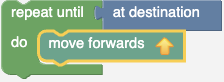 repeat until at destination
do move forwards